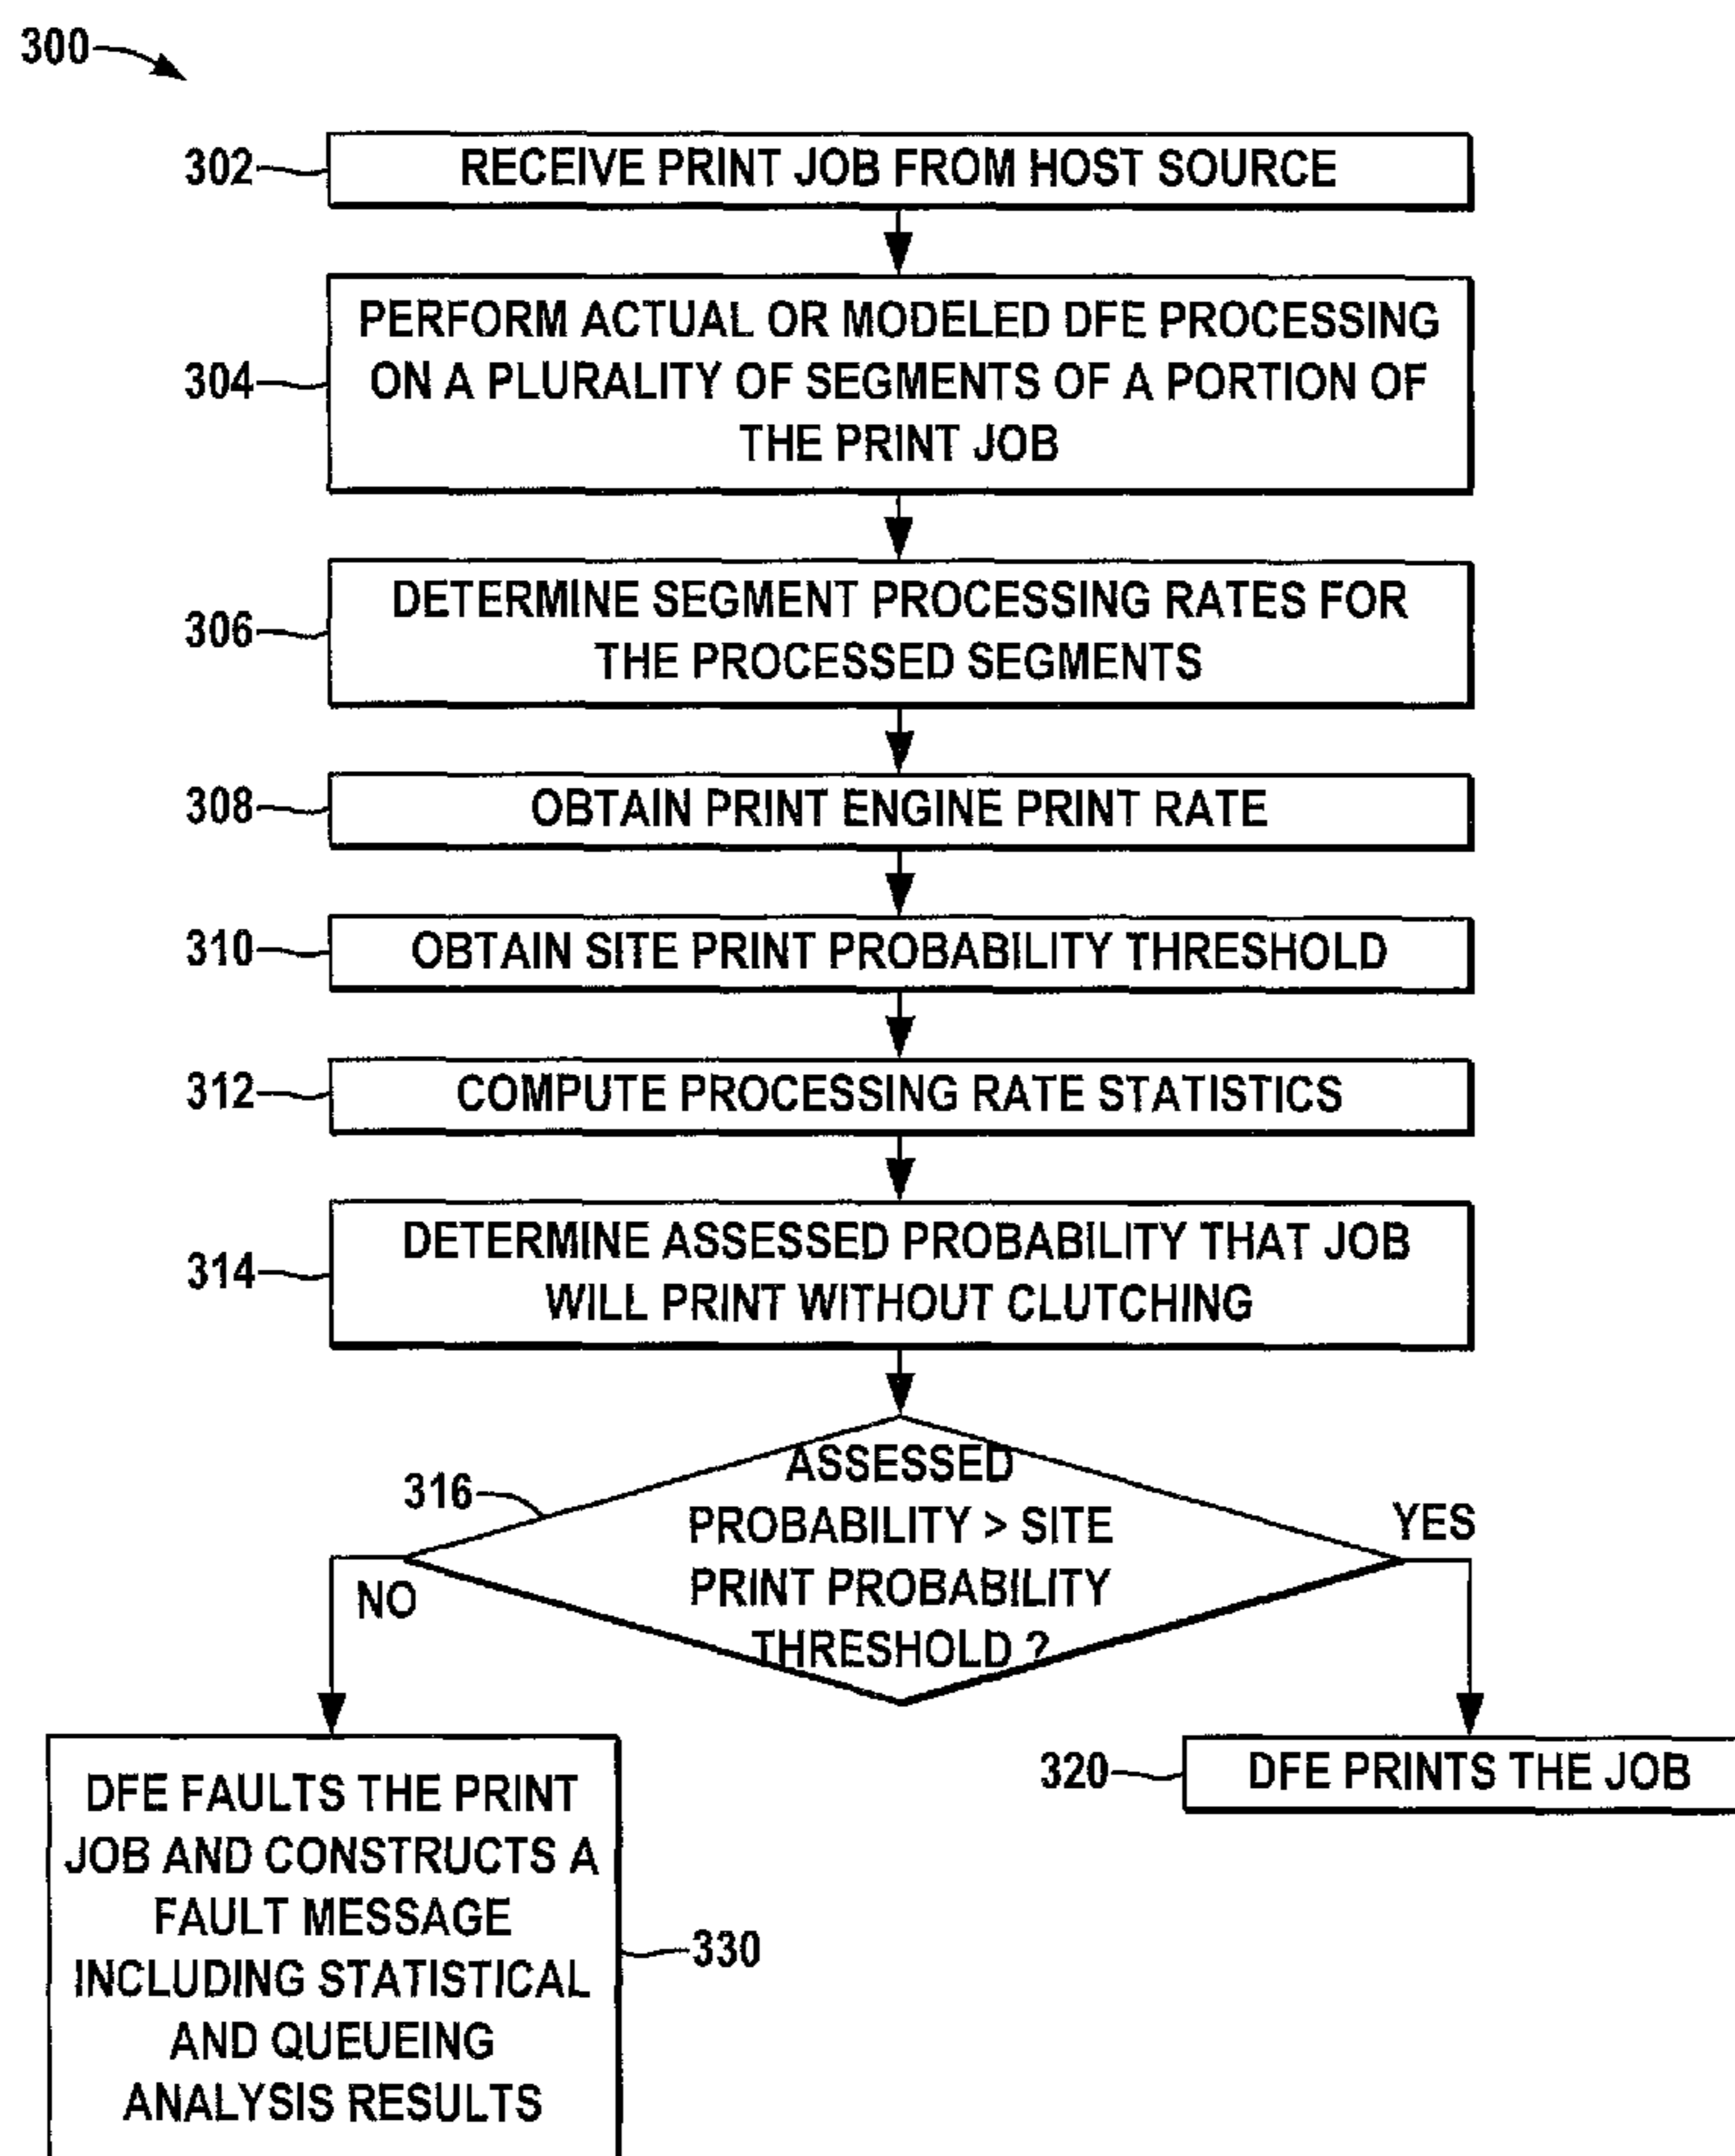 300
302
RECEIVE PRINT JOB FROM HOST SOURCE
304
PERFORM ACTUAL OR MODELED DFE PROCESSING
ON A PLURALITY OF SEGMENTS OF A PORTION OF
THE PRINT JOB
306
DETERMINE SEGMENT PROCESSING RATES FOR
THE PROCESSED SEGMENTS
308
OBTAIN PRINT ENGINE PRINT RATE
310
OBTAIN SITE PRINT PROBABILITY THRESHOLD
312
COMPUTE PROCESSING RATE STATISTICS
314
DETERMINE ASSESSED PROBABILITY THAT JOB
WILL PRINT WITHOUT CLUTCHING
316
ASSESSED
PROBABILITY > SITE
PRINT PROBABILITY
THRESHOLD ?
YES
NO
320
DFE PRINTS THE JOB
DFE FAULTS THE PRINT
JOB AND CONSTRUCTS A
FAULT MESSAGE
INCLUDING STATISTICAL
AND QUEUEING
ANALYSIS RESULTS
330